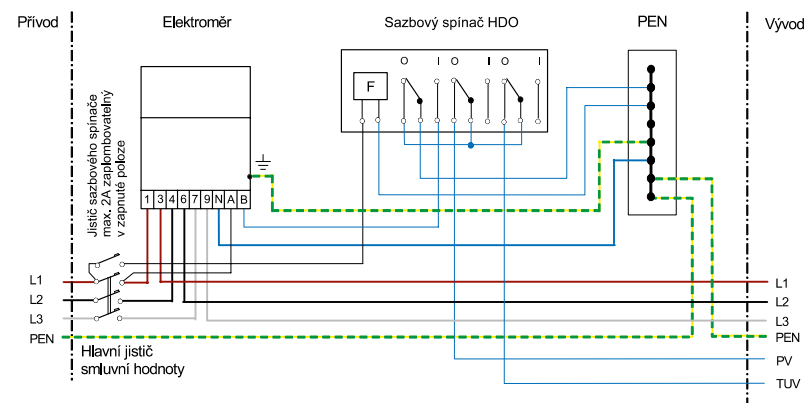 Přívod
Elektroměr
Sazbový spínač HDO
PEN
Vývod
O I O I O I
F
Jistič sazbového spínače
max. 2A zaplombovatelný
v zapnuté poloze
1 3 4 6 7 9 N A B
L1
L2
L3
PEN
L1
L2
L3
PEN
PV
TUV
Hlavní jistič
smluvní hodnoty